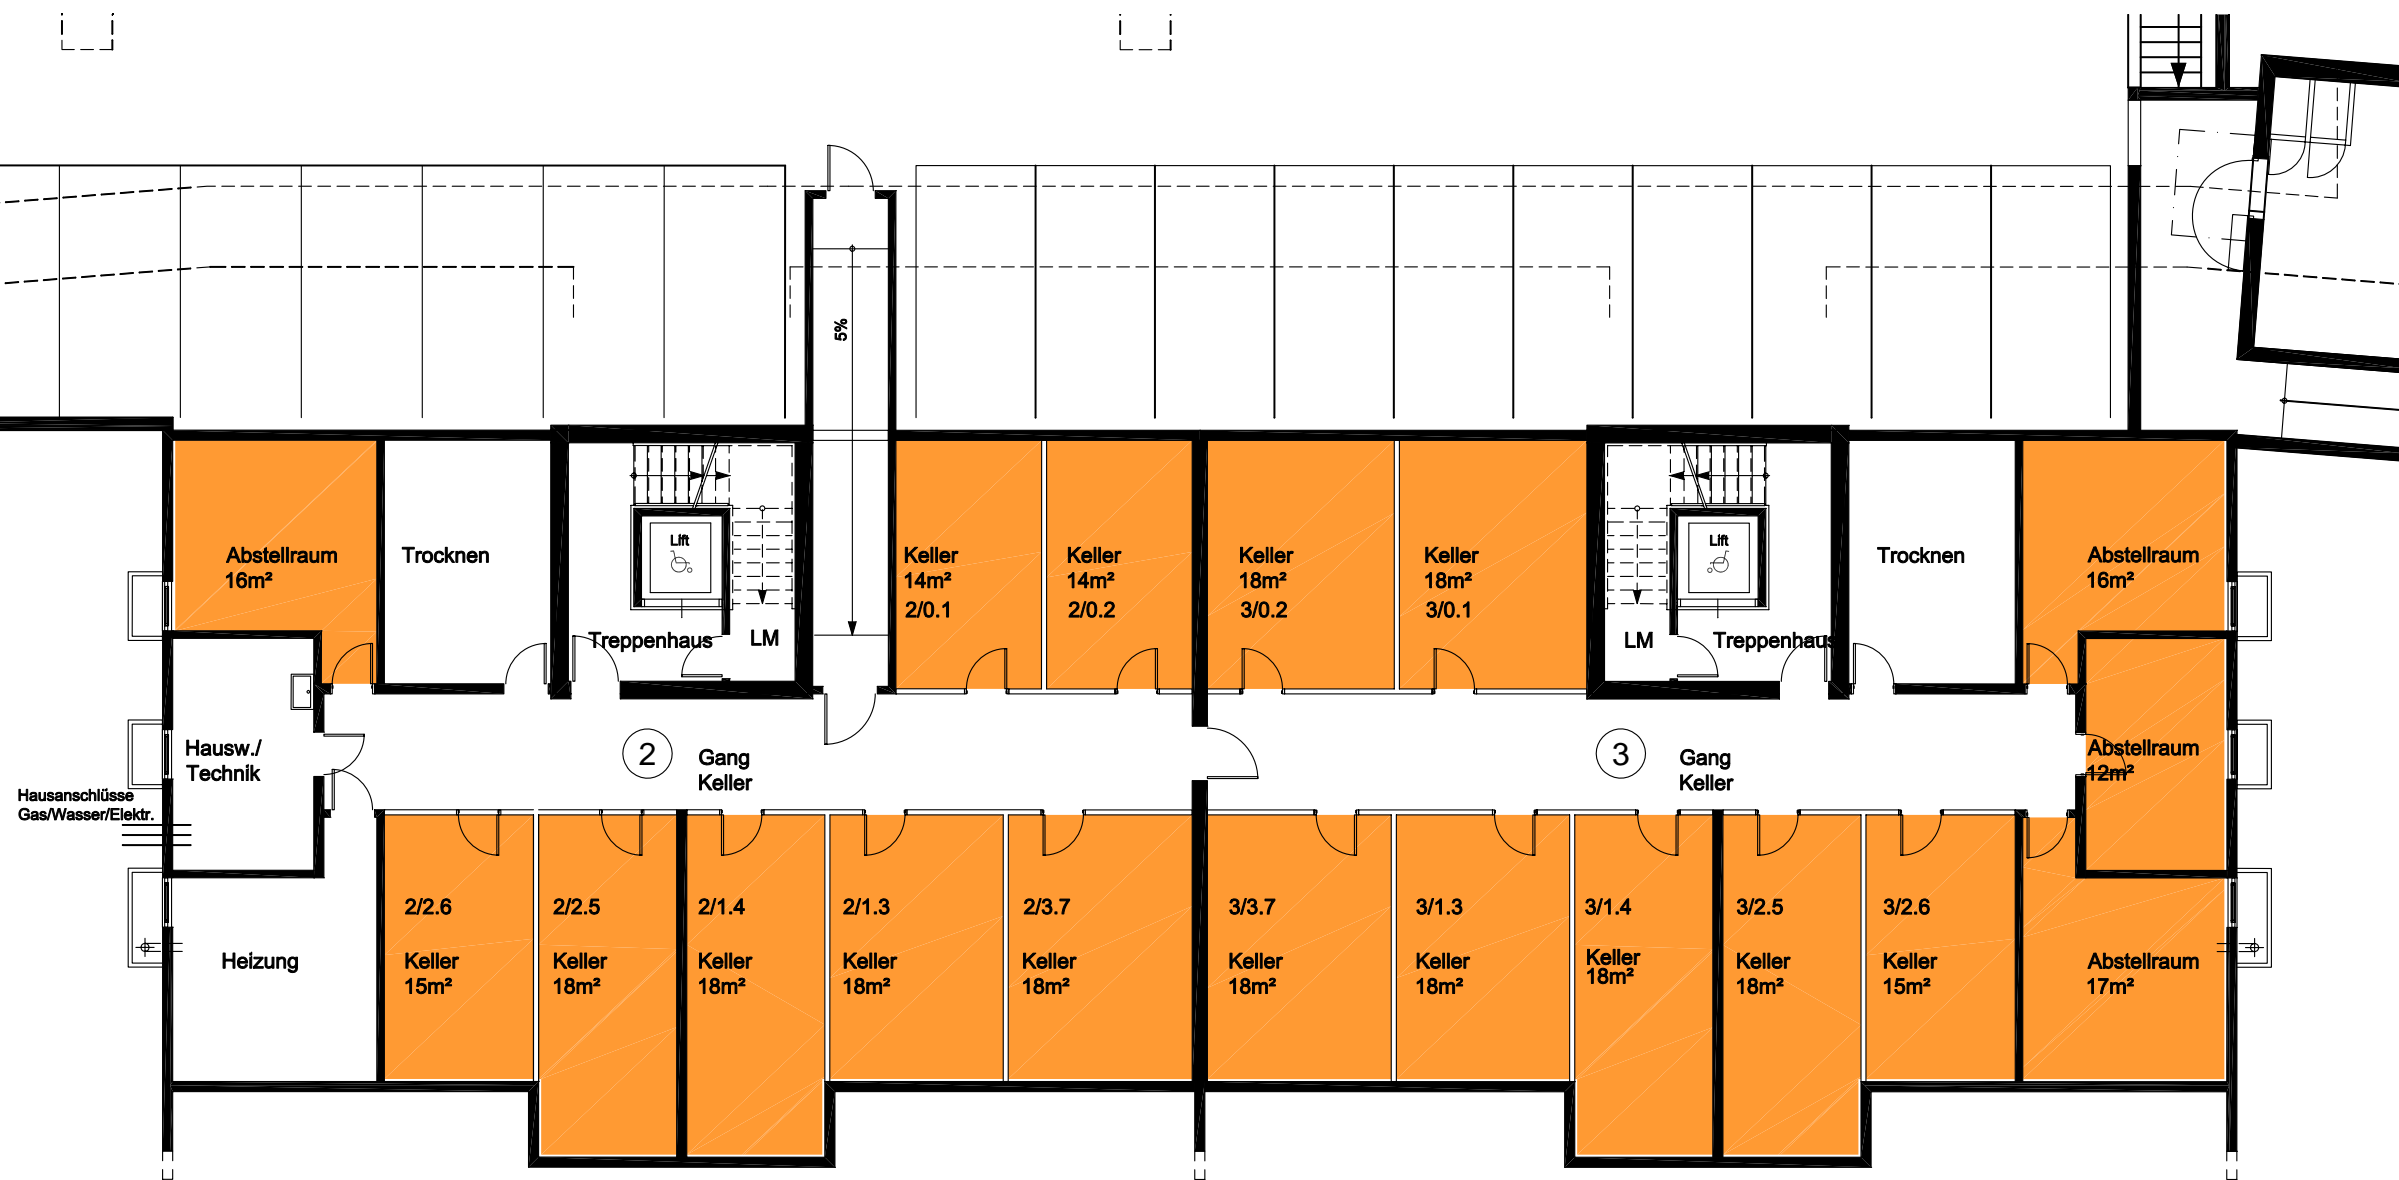 5%
Abstellraum
16m²
Trocknen
Lift
Treppenhaus
LM
Keller
14m²
2/0.1
Keller
14m²
2/0.2
Keller
18m²
3/0.2
Keller
18m²
3/0.1
Lift
LM
Treppenhaus
Trocknen
Abstellraum
16m²
Hausw./
Technik
Hausanschlüsse
Gas/Wasser/Elektr.
2
Gang
Keller
3
Gang
Keller
Abstellraum
12m²
Heizung
2/2.6
Keller
15m²
2/2.5
Keller
18m²
2/1.4
Keller
18m²
2/1.3
Keller
18m²
2/3.7
Keller
18m²
3/3.7
Keller
18m²
3/1.3
Keller
18m²
3/1.4
Keller
18m²
3/2.5
Keller
18m²
3/2.6
Keller
15m²
Abstellraum
17m²